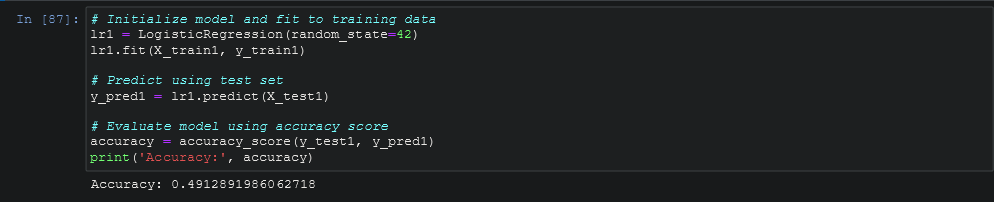 In [87]: # Initialize model and fit to training data
lr1 = LogisticRegression(random_state=42)
lr1.fit(X_train1, y_train1)
# Predict using test set
y_pred1 = lr1.predict(X_test1)
# Evaluate model using accuracy score
accuracy = accuracy_score(y_test1, y_pred1)
print('Accuracy:', accuracy)
Accuracy: 0.4912891986062718